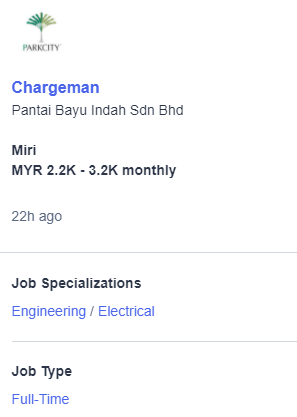 PARKCITY
Chargeman
Pantai Bayu Indah Sdn Bhd
Miri
MYR 2.2K - 3.2K monthly
22h ago
Job Specializations
Engineering / Electrical
Job Type
Full-Time